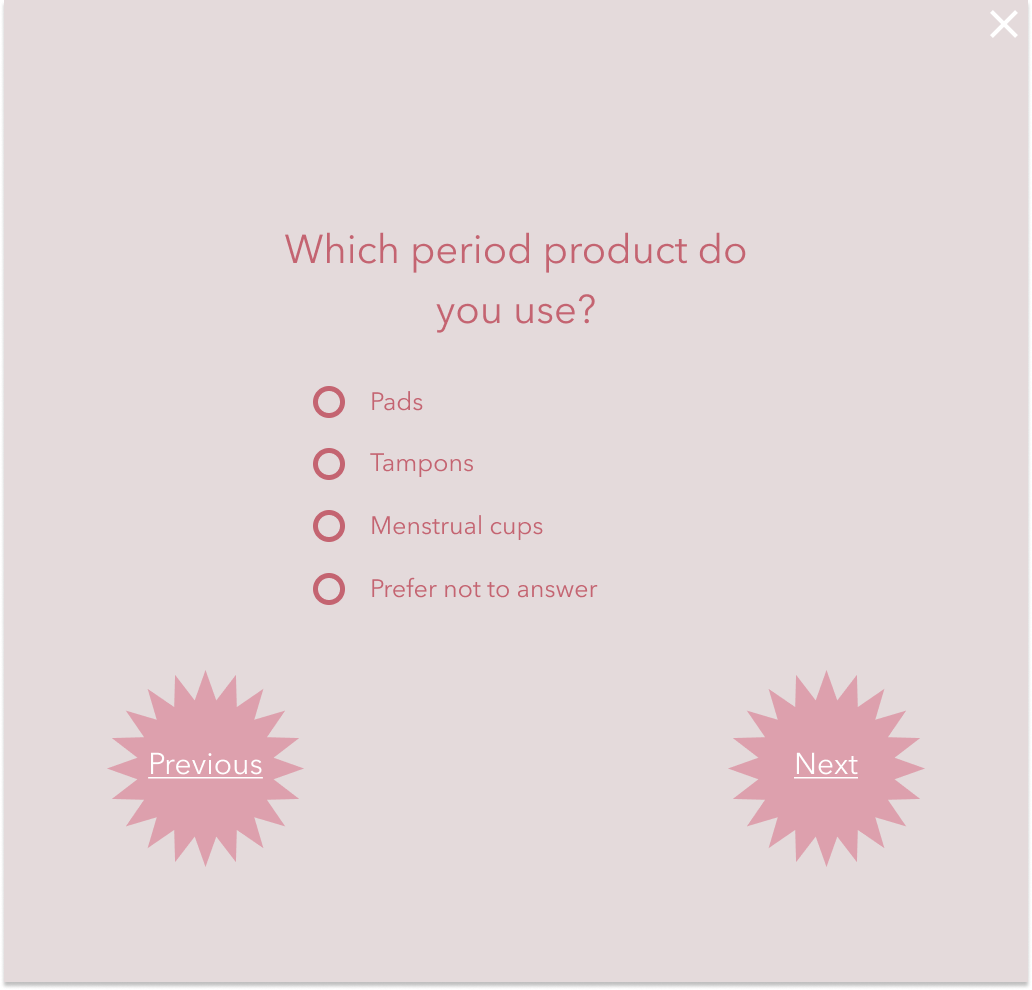 Which period product do
you use?
Pads
Tampons
Menstrual cups
Prefer not to answer
Previous
Next